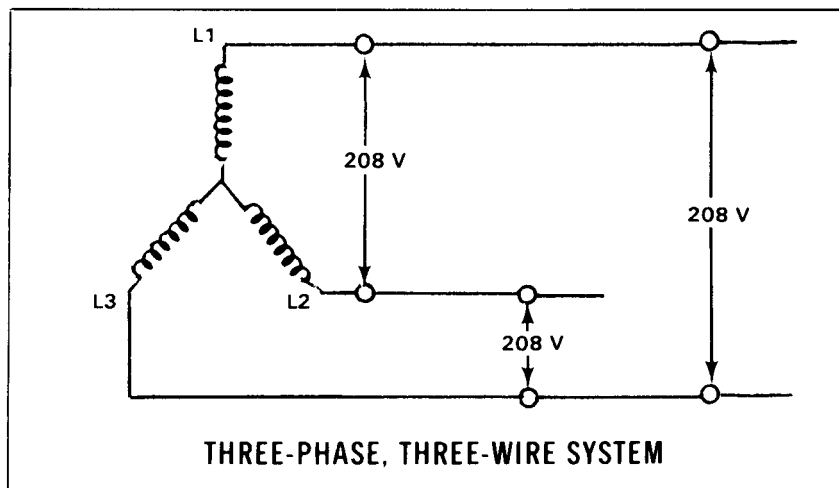 L1
208 V
208 V
L3
L2
208 V
THREE-PHASE, THREE-WIRE SYSTEM